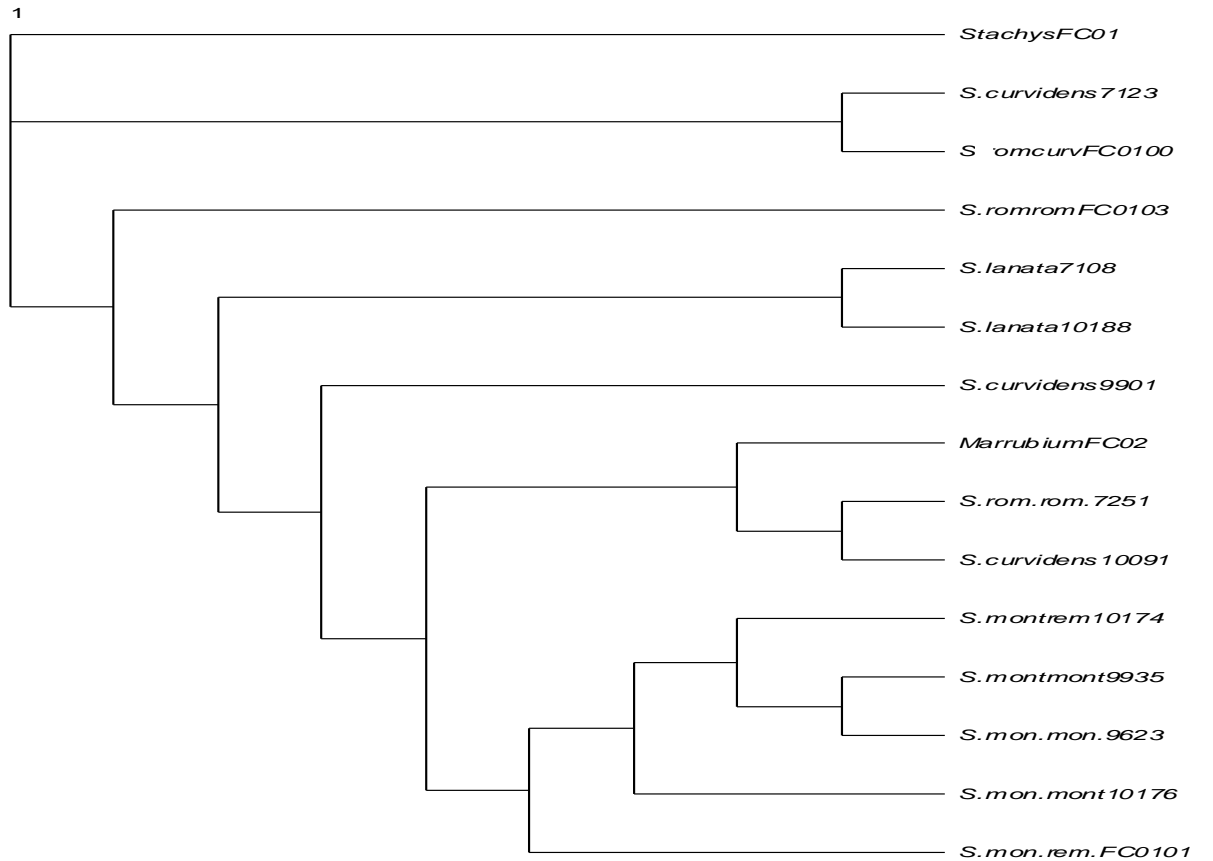 1
StachysFC01
S.curvidens7123
S omcurvFC0100
S.romromFC0103
S.lanata7108
S.lanata10188
S.curvidens9901
MarrubiumFC02
S.rom.rom.7251
S.curvidens10091
S.montrem10174
S.montmont9935
S.mon.mon.9623
S.mon.mont10176
S.mon.rem.FC0101